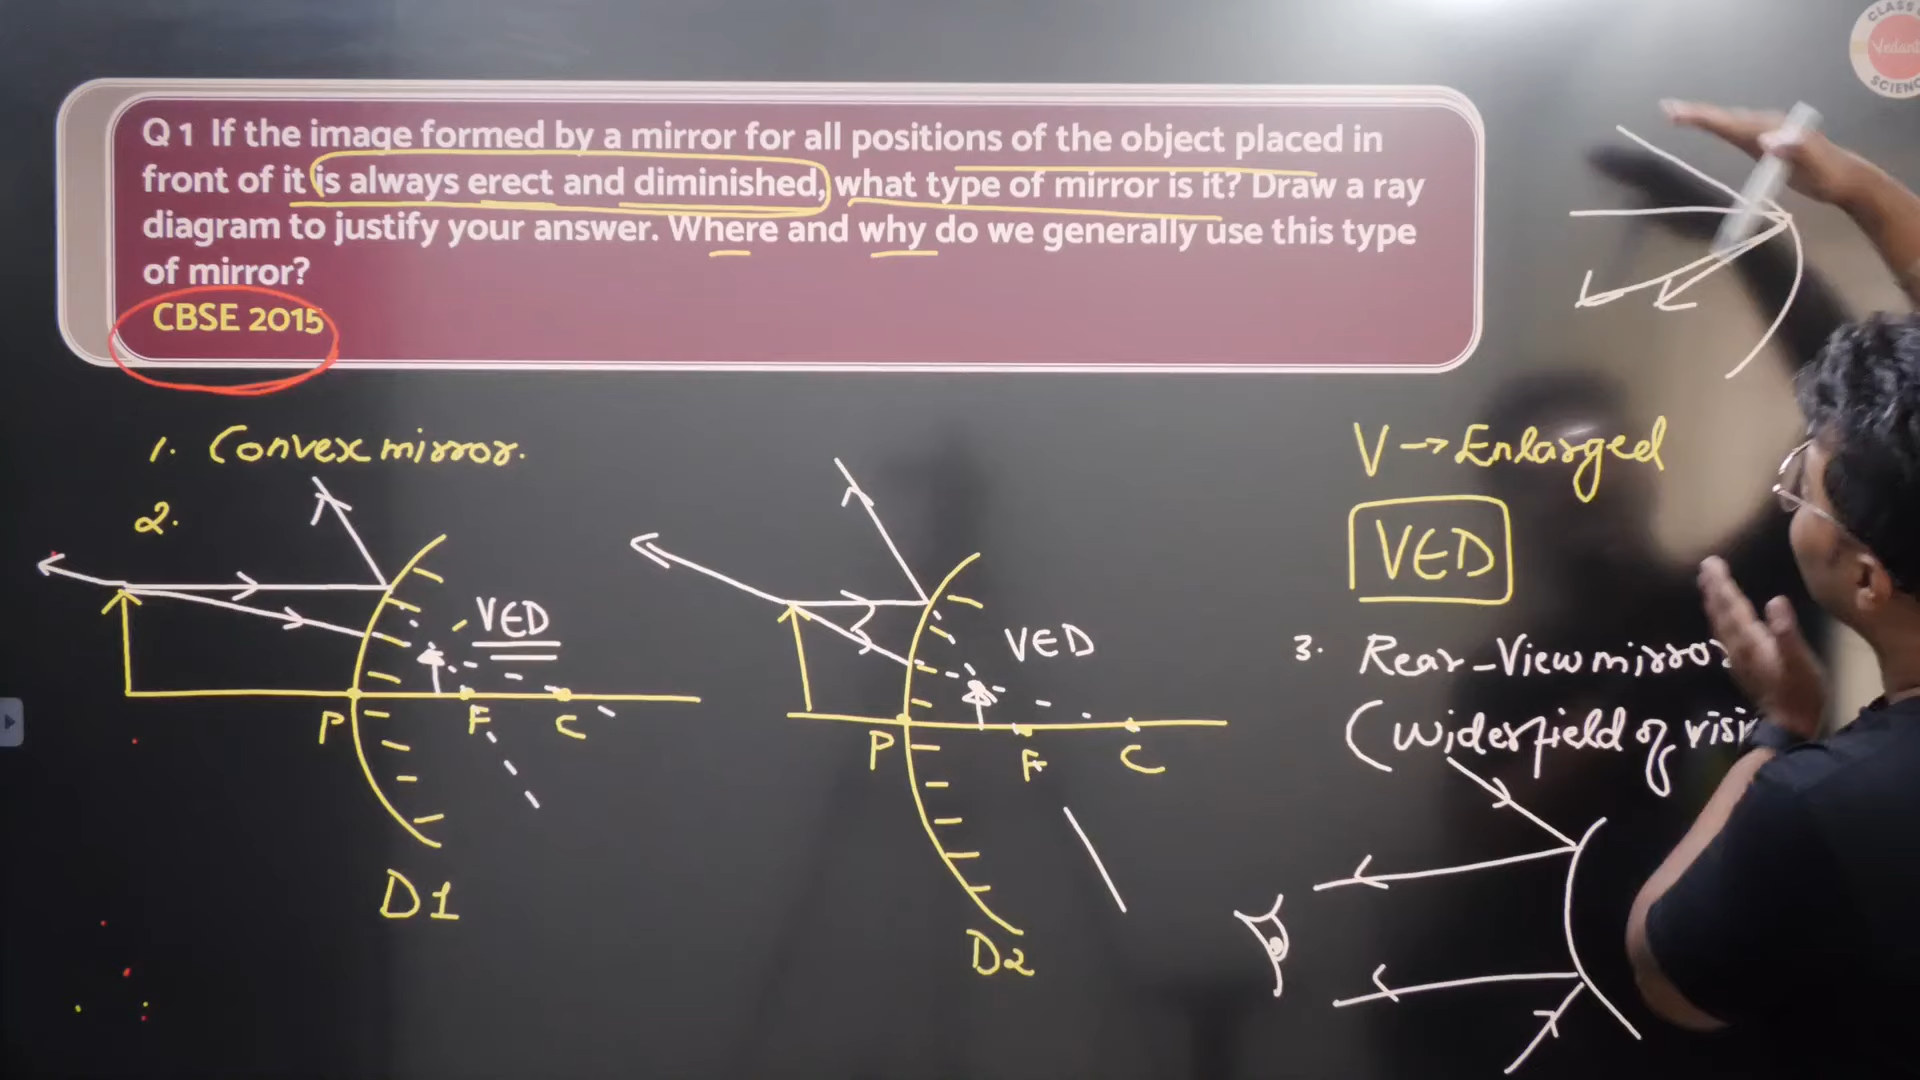 Q 1 If the image formed by a mirror for all positions of the object placed in
front of it is always erect and diminished, what type of mirror is it? Draw a ray
diagram to justify your answer. Where and why do we generally use this type
of mirror?
CBSE 2015
1. Convex mirror.
2.
VED
P F C
D1
VED
P F C
D2
V → Enlarged
VED
3. Rear-View mirror
(Wider field of
CLASS